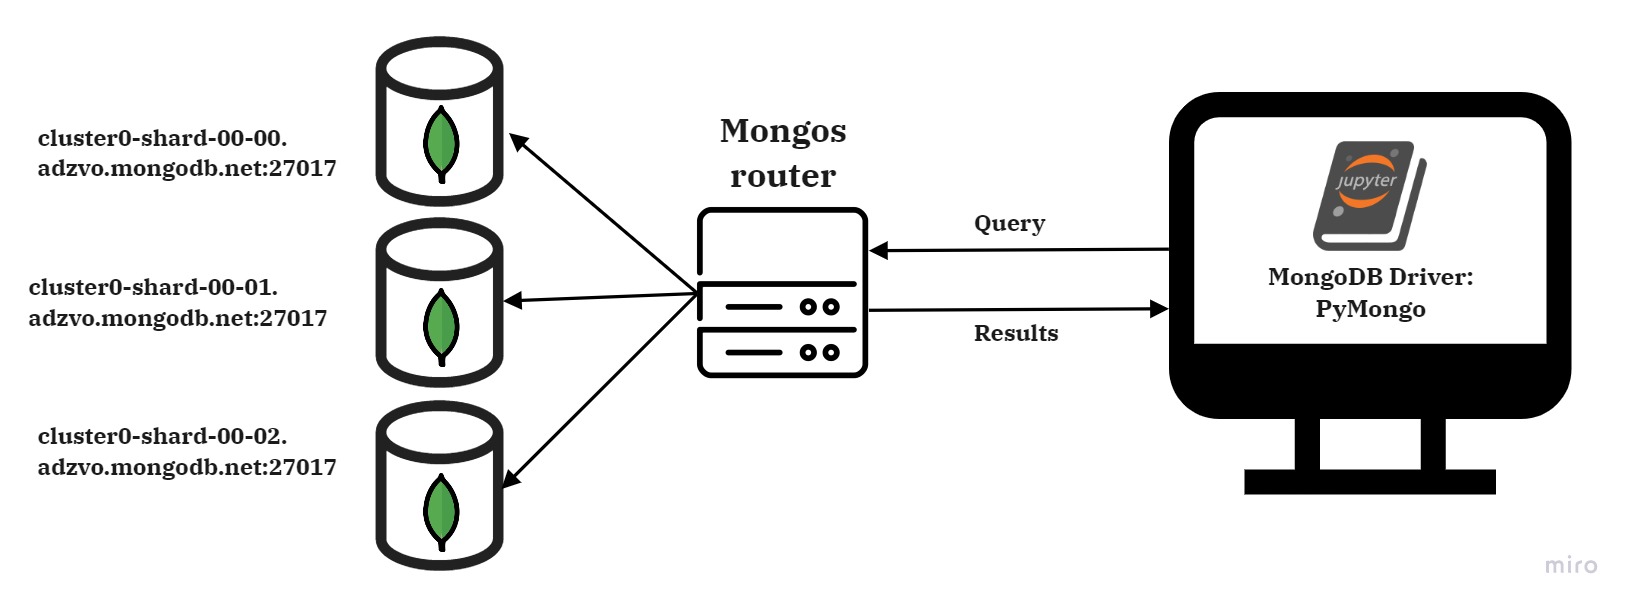 cluster0-shard-00-00.
adzvo.mongodb.net:27017
cluster0-shard-00-01.
adzvo.mongodb.net:27017
cluster0-shard-00-02.
adzvo.mongodb.net:27017
Mongos
router
Query
Results
jupyter
MongoDB Driver:
PyMongo
miro